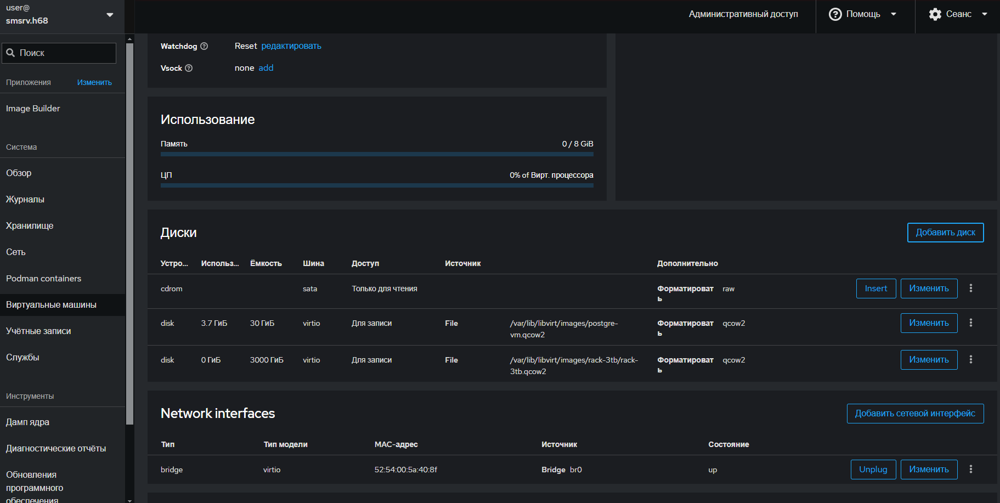 user@
smsrv.h68
Административный доступ
Помощь
Сеанс
Поиск
Приложения
Изменить
Image Builder
Система
Обзор
Журналы
Хранилище
Сеть
Podman containers
Виртуальные машины
Учётные записи
Службы
Инструменты
Дамп ядра
Диагностические отчёты
Обновления
программного
обеспечения
Watchdog Reset редактировать
Vsock none add
Использование
Память 0 / 8 GiB
ЦП 0% of Вирт. процессора
Диски
Добавить диск
Устро... Использ... Ёмкость Шина Доступ Источник Дополнительно
cdrom sata Только для чтения Форматироват raw Insert Изменить
ь
disk 3.7 ГиБ 30 ГиБ virtio Для записи File /var/lib/libvirt/images/postgre- Форматироват qcow2 Изменить
vm.qcow2 ь
disk 0 ГиБ 3000 ГиБ virtio Для записи File /var/lib/libvirt/images/rack-3tb/rack- Форматироват qcow2 Изменить
3tb.qcow2 ь
Network interfaces
Добавить сетевой интерфейс
Тип Тип модели MAC-адрес Источник Состояние
bridge virtio 52:54:00:5a:40:8f Bridge br0 up Unplug Изменить